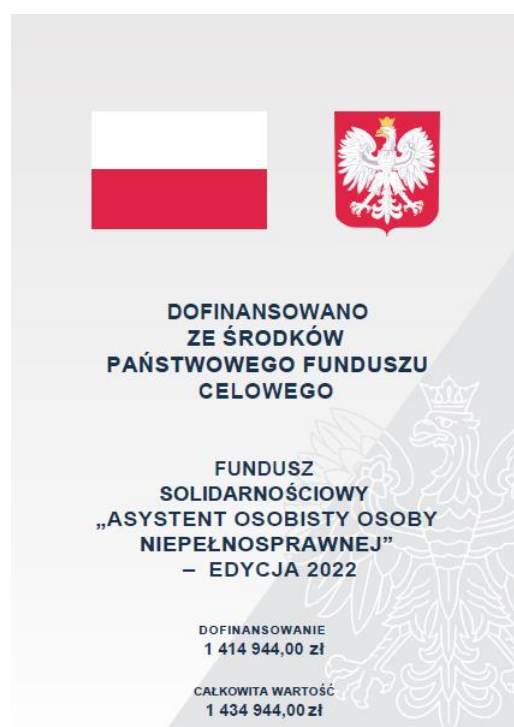 DOFINANSOWANO
ZE ŚRODKÓW
PAŃSTWOWEGO FUNDUSZU
CELOWEGO
FUNDUSZ
SOLIDARNOŚCIOWY
„ASYSTENT OSOBISTY OSOBY
NIEPEŁNOSPRAWNEJ”
– EDYCJA 2022
DOFINANSOWANIE
1 414 944,00 zł
CAŁKOWITA WARTOŚĆ
1 434 944,00 zł